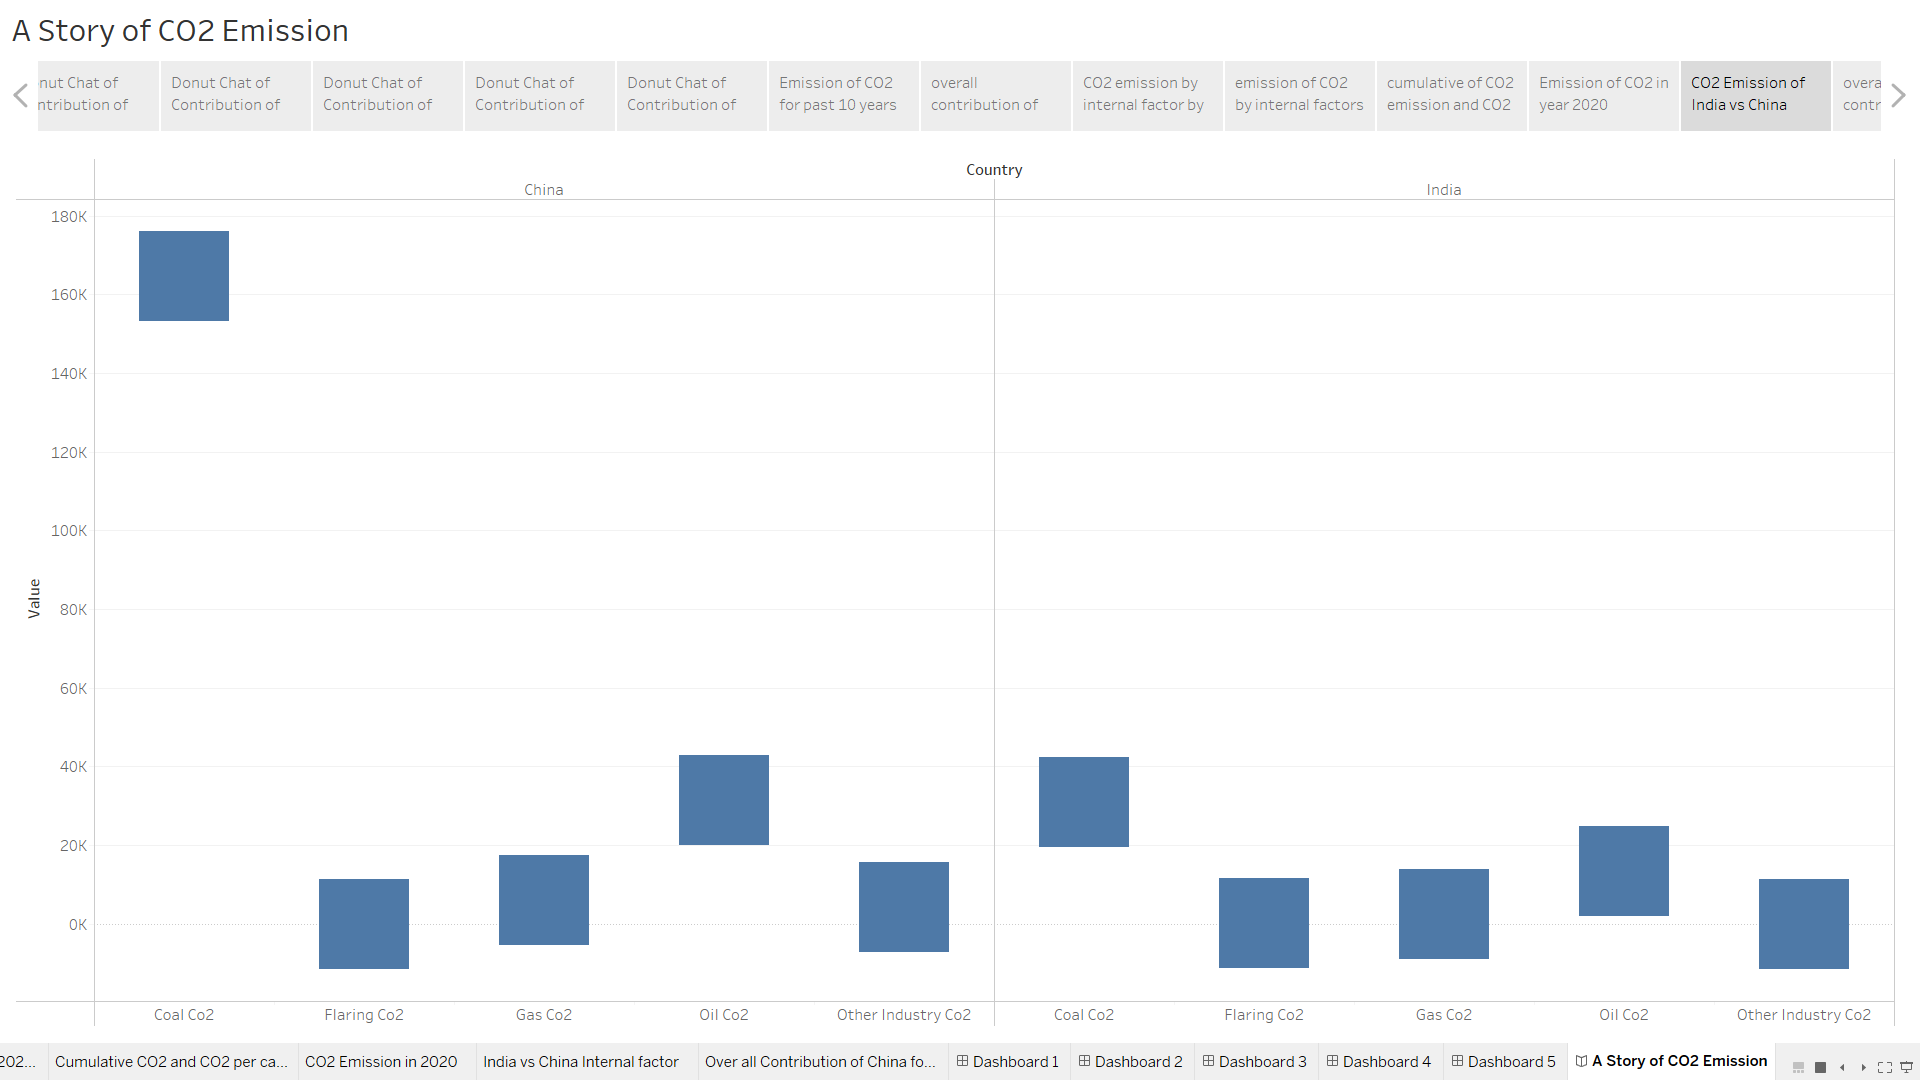 A Story of CO2 Emission
nut Chat of
ntribution of
Donut Chat of
Contribution of
Donut Chat of
Contribution of
Donut Chat of
Contribution of
Donut Chat of
Contribution of
Emission of CO2
for past 10 years
overall
contribution of
CO2 emission by
internal factor by
emission of CO2
by internal factors
cumulative of CO2
emission and CO2
Emission of CO2 in
year 2020
CO2 Emission of
India vs China
overa
contr
Country
China
India
180K
160K
140K
120K
100K
80K
60K
40K
20K
0K
Value
Coal Co2
Flaring Co2
Gas Co2
Oil Co2
Other Industry Co2
Coal Co2
Flaring Co2
Gas Co2
Oil Co2
Other Industry Co2
202...
Cumulative CO2 and CO2 per ca...
CO2 Emission in 2020
India vs China Internal factor
Over all Contribution of China fo...
Dashboard 1
Dashboard 2
Dashboard 3
Dashboard 4
Dashboard 5
A Story of CO2 Emission